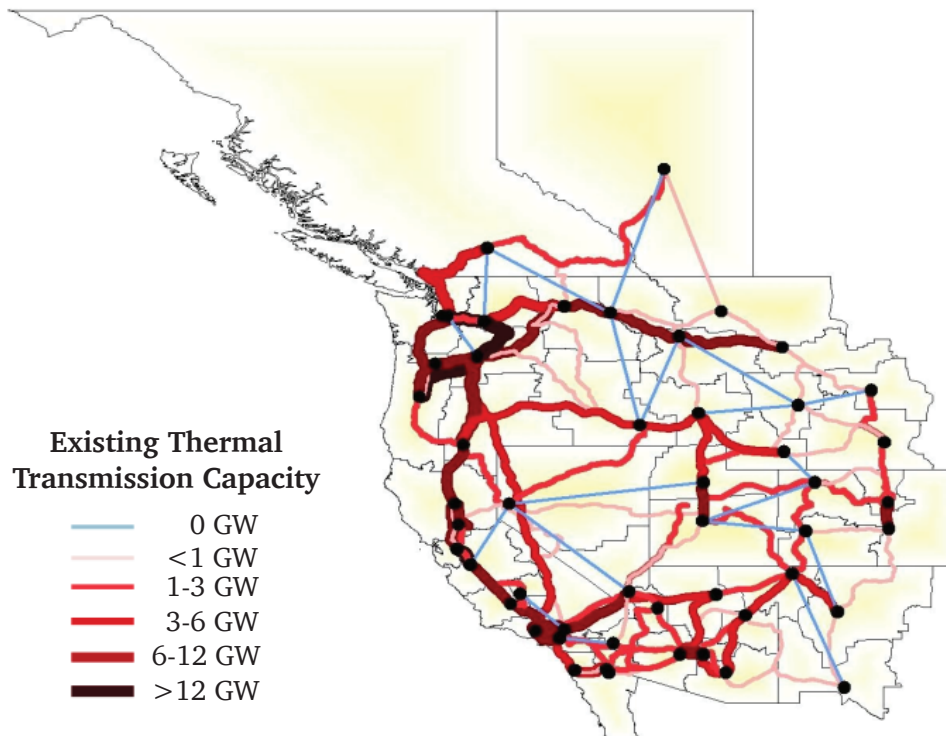 Existing Thermal
Transmission Capacity
0 GW
<1 GW
1-3 GW
3-6 GW
6-12 GW
>12 GW